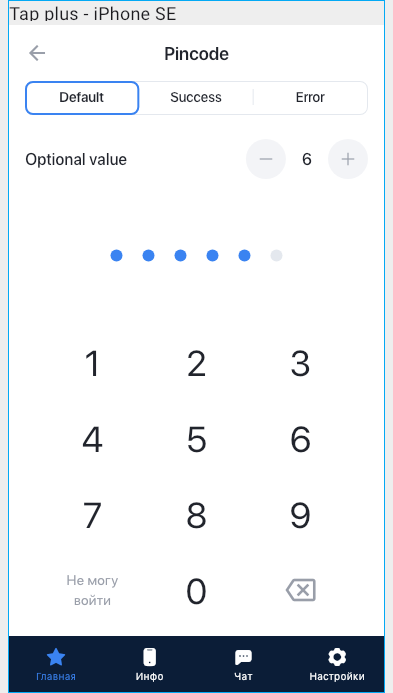 Tap plus - iPhone SE
Pincode
Default Success Error
Optional value 6
1 2 3
4 5 6
7 8 9
Не могу
войти
0
Главная Инфо Чат Настройки